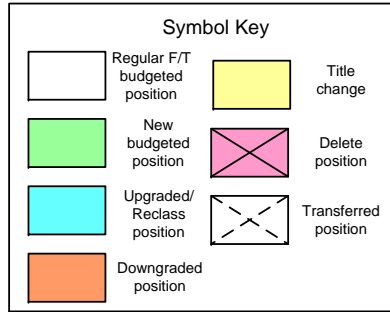 Symbol Key
Regular F/T
budgeted
position
New
budgeted
position
Upgraded/
Reclass
position
Downgraded
position
Title
change
Delete
position
Transferred
position